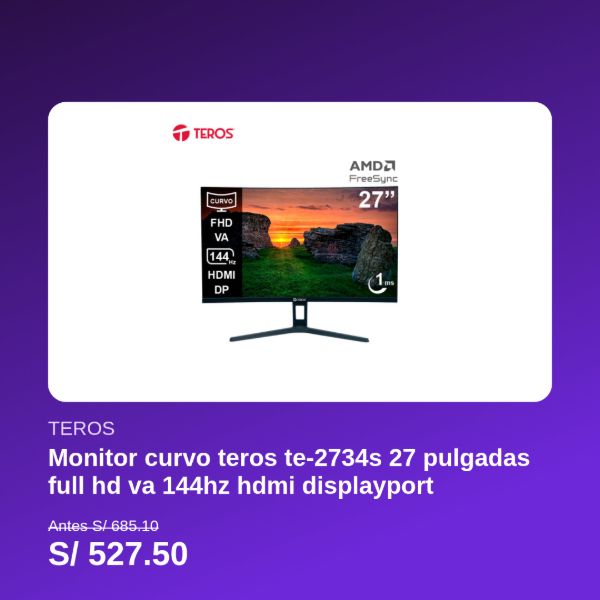 TEROS
AMD
FreeSync
27”
CURVO
FHD
VA
144Hz
HDMI
DP
1ms
TEROS
TEROS
Monitor curvo teros te-2734s 27 pulgadas
full hd va 144hz hdmi displayport
Antes S/ 685.10
S/ 527.50